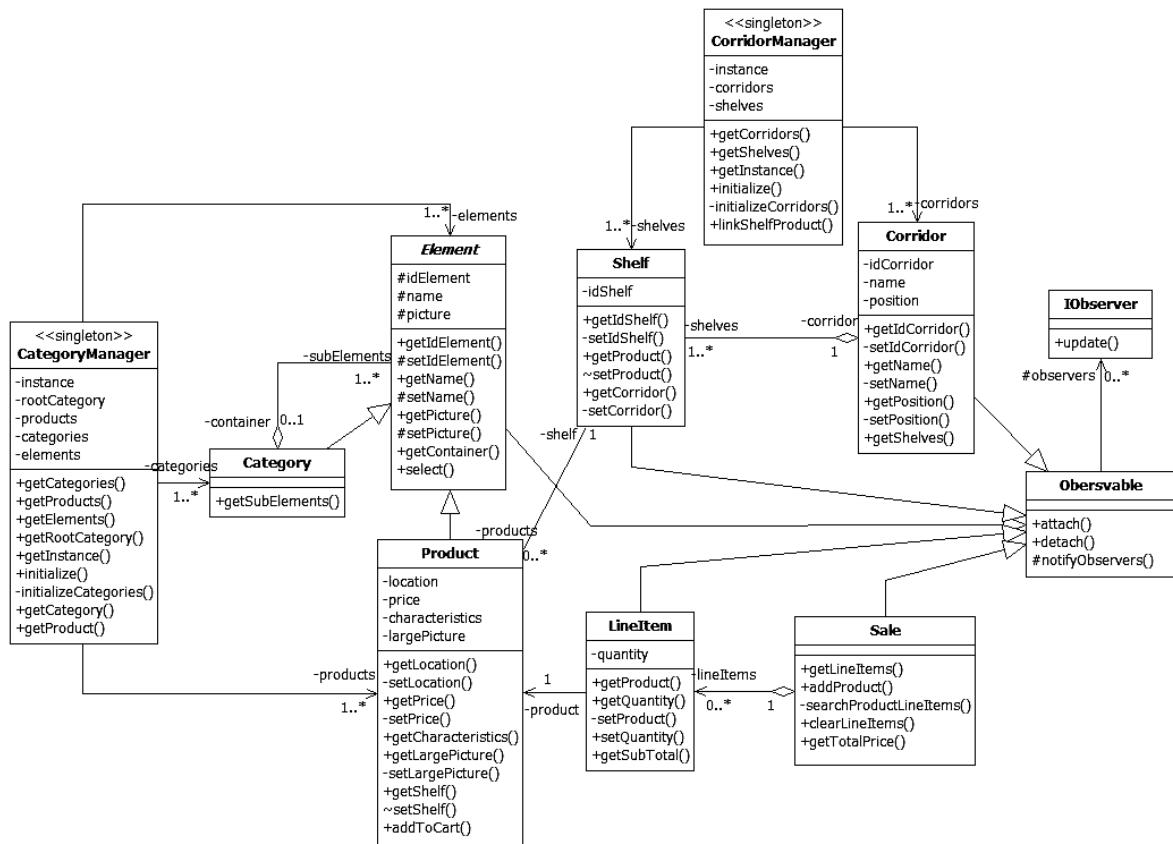 <<singleton>>
CorridorManager
-instance
-corridors
-shelves
+getCorridors()
+getShelves()
+getInstance()
+initialize()
-initializeCorridors()
+linkShelfProduct()
1..*
-elements
1..*
-shelves
1..*
-corridors
Element
#idElement
#name
#picture
+getIdElement()
#setIdElement()
+getName()
#setName()
+getPicture()
#setPicture()
+getContainer()
+select()
Shelf
-idShelf
+getIdShelf()
-setIdShelf()
+getProduct()
~setProduct()
+getCorridor()
-setCorridor()
-shelves
1..*
-corridor
1
Corridor
-idCorridor
-name
-position
+getIdCorridor()
-setIdCorridor()
+getName()
-setName()
+getPosition()
-setPosition()
+getShelves()
IObserver
+update()
#observers
0..*
<<singleton>>
CategoryManager
-instance
-rootCategory
-products
-categories
-elements
+getCategories()
+getProducts()
+getElements()
+getRootCategory()
+getInstance()
+initialize()
-initializeCategories()
+getCategory()
+getProduct()
-subElements
1..*
-container
0..1
-categories
1..*
Category
+getSubElements()
-shelf
1
-products
0..*
Obersvable
+attach()
+detach()
#notifyObservers()
Product
-location
-price
-characteristics
-largePicture
+getLocation()
-setLocation()
+getPrice()
-setPrice()
+getCharacteristics()
+getLargePicture()
-setLargePicture()
+getShelf()
~setShelf()
+addToCart()
-products
1..*
1
-product
LineItem
-quantity
+getProduct()
+getQuantity()
-setProduct()
+setQuantity()
+getSubTotal()
-lineItems
0..*
1
Sale
+getLineItems()
+addProduct()
-searchProductLineItems()
+clearLineItems()
+getTotalPrice()